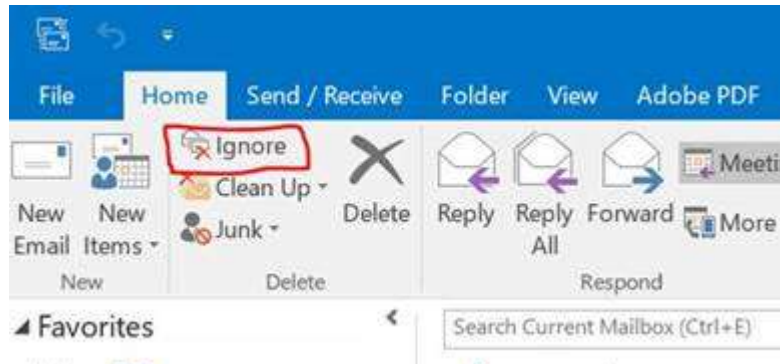 File Home Send / Receive Folder View Adobe PDF
Ignore
Clean Up
Junk
New Email
New Items
Delete
Reply
Reply All
Forward
Meeti
More
New Delete Respond
Favorites
Search Current Mailbox (Ctrl+E)